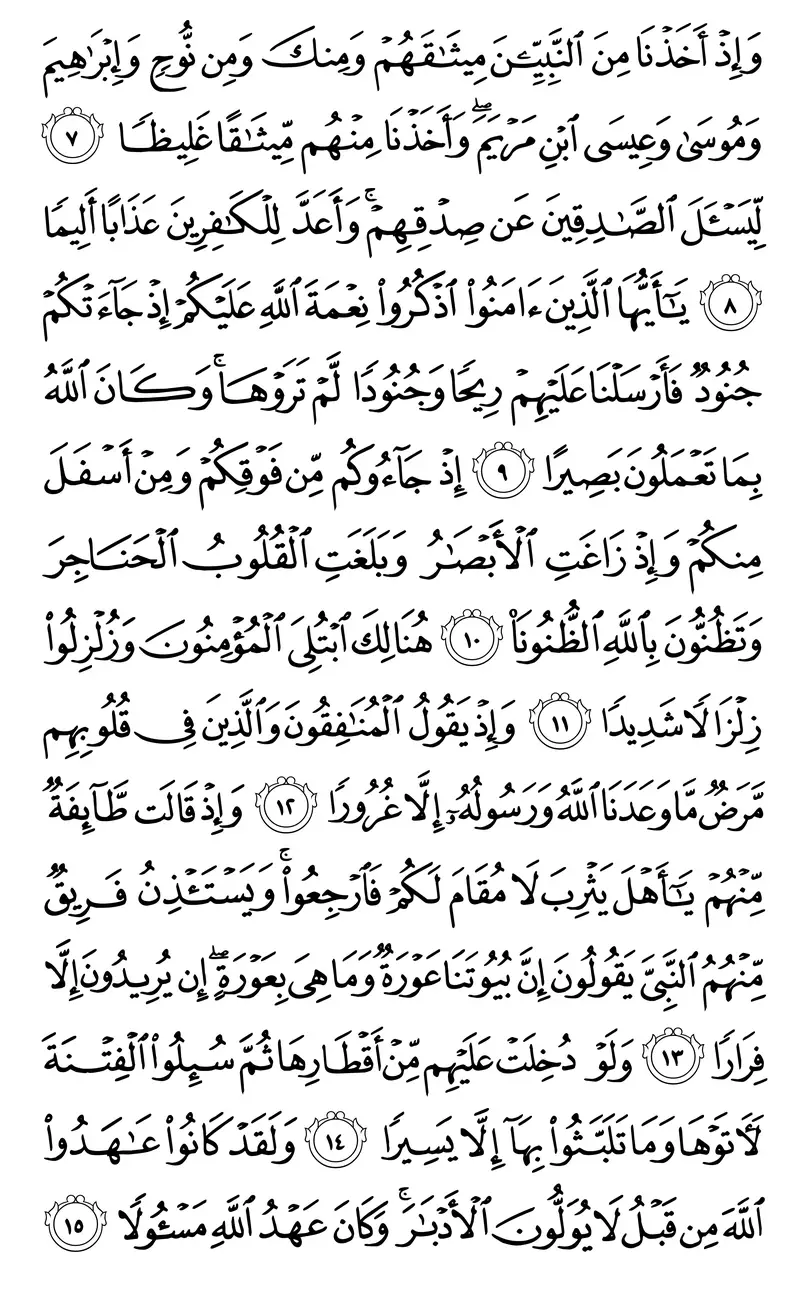 وَإِذْ أَخَذْنَا مِنَ ٱلنَّبِيِّـۧنَ مِيثَـٰقَهُمْ وَمِنكَ وَمِن نُّوحٍ وَإِبْرَٰهِيمَ
وَمُوسَىٰ وَعِيسَى ٱبْنِ مَرْيَمَ ۖ وَأَخَذْنَا مِنْهُم مِّيثَـٰقًا غَلِيظًا ٧
لِّيَسْـَٔلَ ٱلصَّـٰدِقِينَ عَن صِدْقِهِمْ ۚ وَأَعَدَّ لِلْكَـٰفِرِينَ عَذَابًا أَلِيمًا
٨ يَـٰٓأَيُّهَا ٱلَّذِينَ ءَامَنُوا۟ ٱذْكُرُوا۟ نِعْمَةَ ٱللَّهِ عَلَيْكُمْ إِذْ جَآءَتْكُمْ
جُنُودٌ فَأَرْسَلْنَا عَلَيْهِمْ رِيحًا وَجُنُودًا لَّمْ تَرَوْهَا ۚ وَكَانَ ٱللَّهُ
بِمَا تَعْمَلُونَ بَصِيرًا ٩ إِذْ جَآءُوكُم مِّن فَوْقِكُمْ وَمِنْ أَسْفَلَ
مِنكُمْ وَإِذْ زَاغَتِ ٱلْأَبْصَـٰرُ وَبَلَغَتِ ٱلْقُلُوبُ ٱلْحَنَاجِرَ
وَتَظُنُّونَ بِٱللَّهِ ٱلظُّنُونَا۠ ١٠ هُنَالِكَ ٱبْتُلِىَ ٱلْمُؤْمِنُونَ وَزُلْزِلُوا۟
زِلْزَالًا شَدِيدًا ١١ وَإِذْ يَقُولُ ٱلْمُنَـٰفِقُونَ وَٱلَّذِينَ فِى قُلُوبِهِم
مَّرَضٌ مَّا وَعَدَنَا ٱللَّهُ وَرَسُولُهُۥٓ إِلَّا غُرُورًا ١٢ وَإِذْ قَالَت طَّآئِفَةٌ
مِّنْهُمْ يَـٰٓأَهْلَ يَثْرِبَ لَا مُقَامَ لَكُمْ فَٱرْجِعُوا۟ ۚ وَيَسْتَـْٔذِنُ فَرِيقٌ
مِّنْهُمُ ٱلنَّبِىَّ يَقُولُونَ إِنَّ بُيُوتَنَا عَوْرَةٌ وَمَا هِىَ بِعَوْرَةٍ ۖ إِن يُرِيدُونَ إِلَّا
فِرَارًا ١٣ وَلَوْ دُخِلَتْ عَلَيْهِم مِّنْ أَقْطَارِهَا ثُمَّ سُئِلُوا۟ ٱلْفِتْنَةَ
لَـَٔاتَوْهَا وَمَا تَلَبَّثُوا۟ بِهَآ إِلَّا يَسِيرًا ١٤ وَلَقَدْ كَانُوا۟ عَـٰهَدُوا۟
ٱللَّهَ مِن قَبْلُ لَا يُوَلُّونَ ٱلْأَدْبَـٰرَ ۚ وَكَانَ عَهْدُ ٱللَّهِ مَسْـُٔولًا ١٥